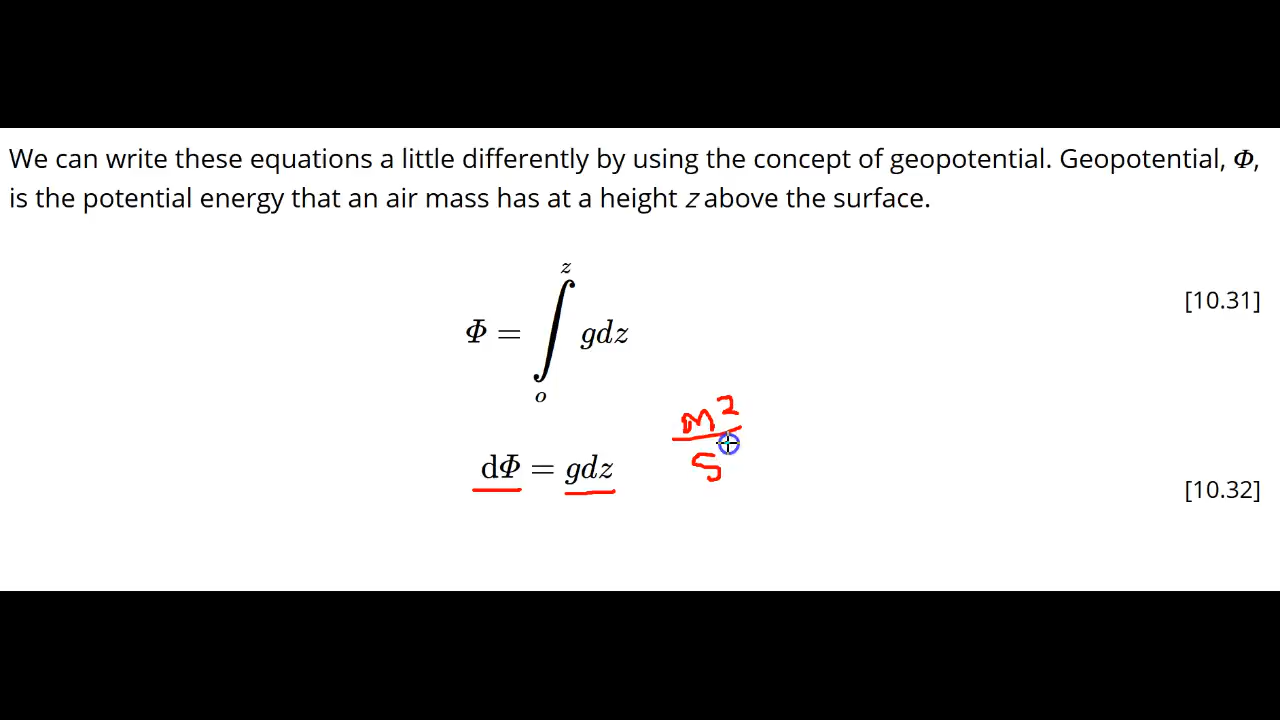 We can write these equations a little differently by using the concept of geopotential. Geopotential, Φ,
is the potential energy that an air mass has at a height z above the surface.
z
Φ = ∫ gdz
o
[10.31]
m²
s
dΦ = gdz
[10.32]